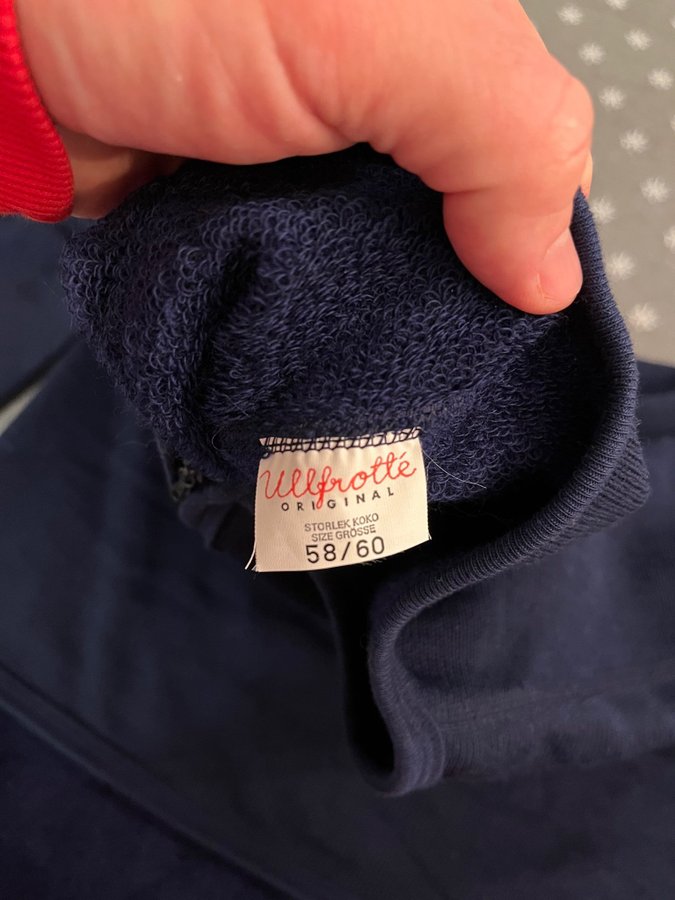 Ullfrotté
ORIGINAL
STORLEK KOKO
SIZE GRÖSSE
58/60